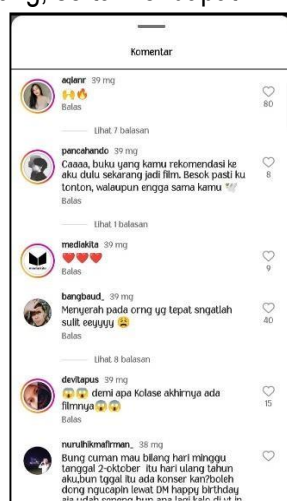 Komentar
aqlanr 39 mg
🙌🔥
80
Balas
Lihat 7 balasan
pancahando 39 mg
Caaaa, buku yang kamu rekomendasi ke
aku dulu sekarang jadi film. Besok pasti ku
tonton, walaupun engga sama kamu 🕊
8
Balas
Lihat 1 balasan
mediakita 39 mg
❤️❤️❤️
9
Balas
bangbaud_ 39 mg
Menyerah pada orng yg tepat sngatlah
sulit eeyyyy 😫
40
Balas
Lihat 8 balasan
devitapus 39 mg
😱😱 demi apa Kolase akhirnya ada
filmnya😱😱
15
Balas
nurulhikmafirman_ 38 mg
Bung cuman mau bilang hari minggu
tanggal 2-oktober itu hari ulang tahun
aku,bun tggal itu ada konser kan?boleh
dong ngucapin lewat DM happy birthday